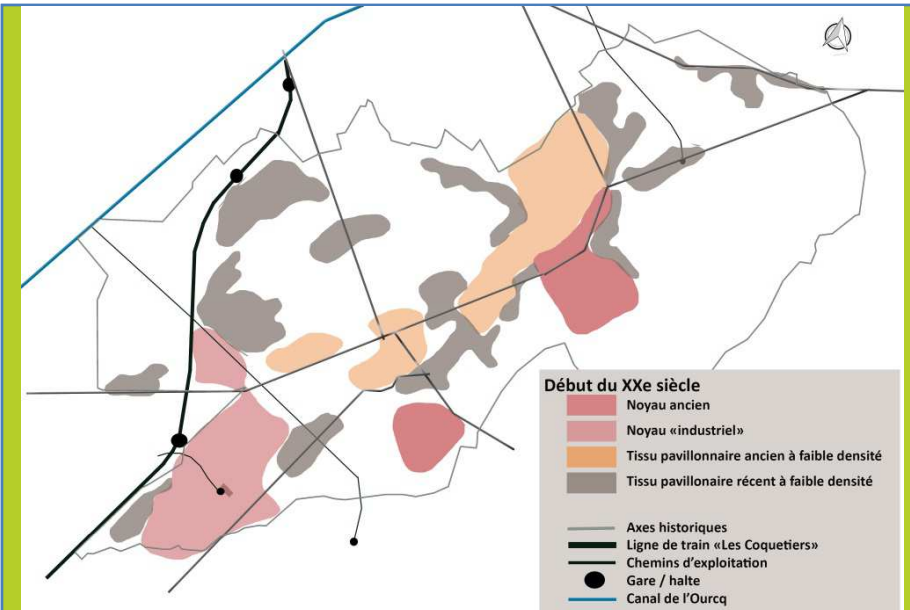 Début du XXe siècle
Noyau ancien
Noyau «industriel»
Tissu pavillonnaire ancien à faible densité
Tissu pavillonaire récent à faible densité
Axes historiques
Ligne de train «Les Coquetiers»
Chemins d'exploitation
Gare / halte
Canal de l'Ourcq